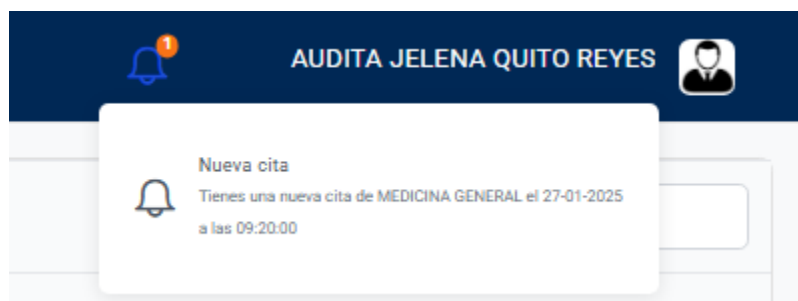 1
AUDITA JELENA QUITO REYES
Nueva cita
Tienes una nueva cita de MEDICINA GENERAL el 27-01-2025
a las 09:20:00